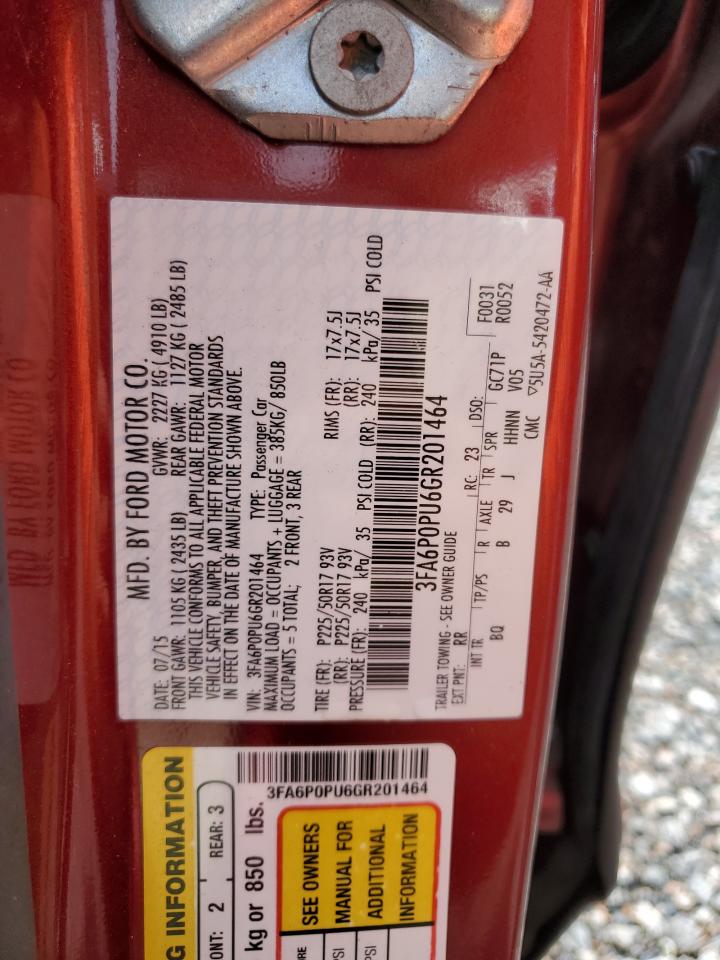 MFD. BY FORD MOTOR CO.
DATE: 07/15 GVWR: 2227 KG ( 4910 LB)
FRONT GAWR: 1105 KG ( 2435 LB) REAR GAWR: 1127 KG ( 2485 LB)
THIS VEHICLE CONFORMS TO ALL APPLICABLE FEDERAL MOTOR
VEHICLE SAFETY, BUMPER, AND THEFT PREVENTION STANDARDS
IN EFFECT ON THE DATE OF MANUFACTURE SHOWN ABOVE.
VIN: 3FA6P0PU6GR201464 TYPE: Passenger Car
MAXIMUM LOAD = OCCUPANTS + LUGGAGE = 385KG/ 850LB
OCCUPANTS = 5 TOTAL; 2 FRONT, 3 REAR
TIRE (FR): P225/50R17 93V RIMS (FR): 17x7.5J
(RR): P225/50R17 93V (RR): 17x7.5J
PRESSURE (FR): 240 kPa/ 35 PSI COLD (RR): 240 kPa/ 35 PSI COLD
3FA6P0PU6GR201464
TRAILER TOWING - SEE OWNER GUIDE
EXT PNT: RR RC: 23 DSO: F0031
R0052
INT TR TP/PS R AXLE TR SPR GC71P
BQ B 29 J HHNN V05
CMC ▽5U5A-5420472-AA
G INFORMATION
ONT: 2 REAR: 3
kg or 850 lbs.
3FA6P0PU6GR201464
SEE OWNERS
MANUAL FOR
ADDITIONAL
INFORMATION
RE
PSI
PSI